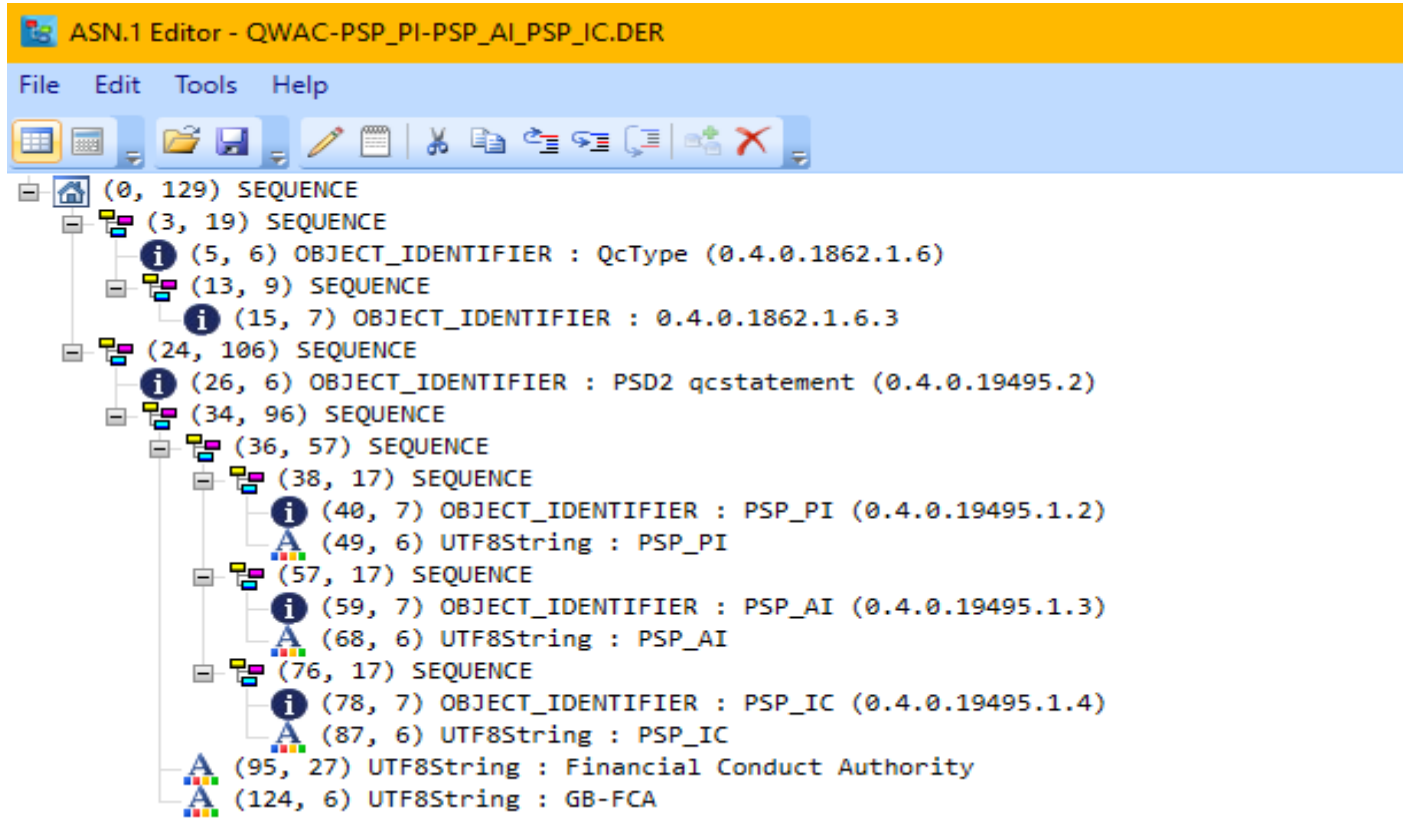 ASN.1 Editor - QWAC-PSP_PI-PSP_AI_PSP_IC.DER
File Edit Tools Help
(0, 129) SEQUENCE
(3, 19) SEQUENCE
(5, 6) OBJECT_IDENTIFIER : QcType (0.4.0.1862.1.6)
(13, 9) SEQUENCE
(15, 7) OBJECT_IDENTIFIER : 0.4.0.1862.1.6.3
(24, 106) SEQUENCE
(26, 6) OBJECT_IDENTIFIER : PSD2 qcstatement (0.4.0.19495.2)
(34, 96) SEQUENCE
(36, 57) SEQUENCE
(38, 17) SEQUENCE
(40, 7) OBJECT_IDENTIFIER : PSP_PI (0.4.0.19495.1.2)
(49, 6) UTF8String : PSP_PI
(57, 17) SEQUENCE
(59, 7) OBJECT_IDENTIFIER : PSP_AI (0.4.0.19495.1.3)
(68, 6) UTF8String : PSP_AI
(76, 17) SEQUENCE
(78, 7) OBJECT_IDENTIFIER : PSP_IC (0.4.0.19495.1.4)
(87, 6) UTF8String : PSP_IC
(95, 27) UTF8String : Financial Conduct Authority
(124, 6) UTF8String : GB-FCA